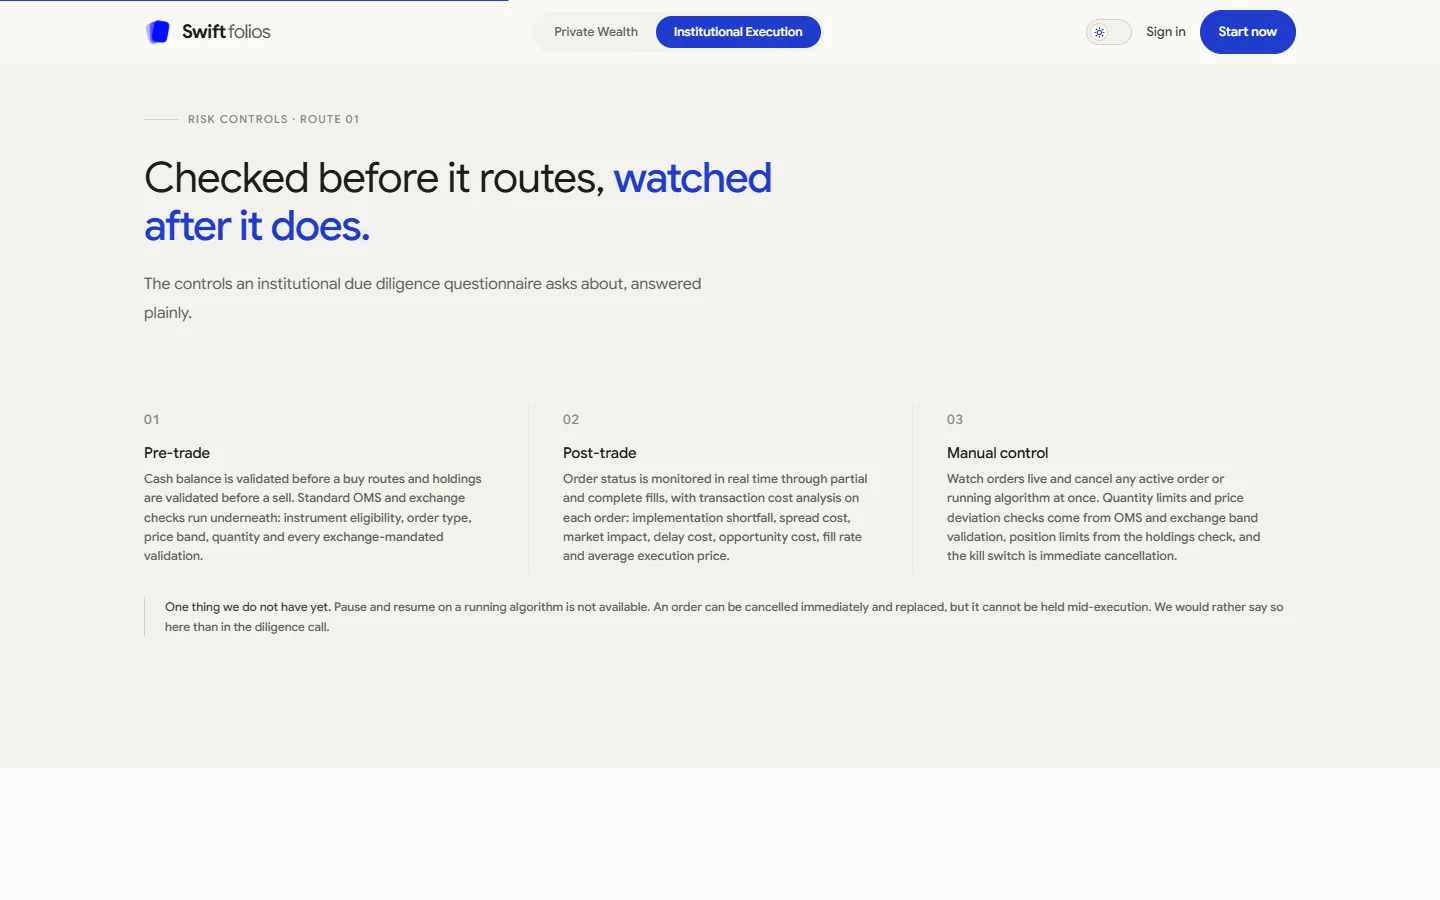 Swiftfolios
Private Wealth
Institutional Execution
Sign in
Start now
RISK CONTROLS · ROUTE 01
Checked before it routes, watched
after it does.
The controls an institutional due diligence questionnaire asks about, answered
plainly.
01
Pre-trade
Cash balance is validated before a buy routes and holdings
are validated before a sell. Standard OMS and exchange
checks run underneath: instrument eligibility, order type,
price band, quantity and every exchange-mandated
validation.
02
Post-trade
Order status is monitored in real time through partial
and complete fills, with transaction cost analysis on
each order: implementation shortfall, spread cost,
market impact, delay cost, opportunity cost, fill rate
and average execution price.
03
Manual control
Watch orders live and cancel any active order or
running algorithm at once. Quantity limits and price
deviation checks come from OMS and exchange band
validation, position limits from the holdings check, and
the kill switch is immediate cancellation.
One thing we do not have yet. Pause and resume on a running algorithm is not available. An order can be cancelled immediately and replaced, but it cannot be held mid-execution. We would rather say so
here than in the diligence call.